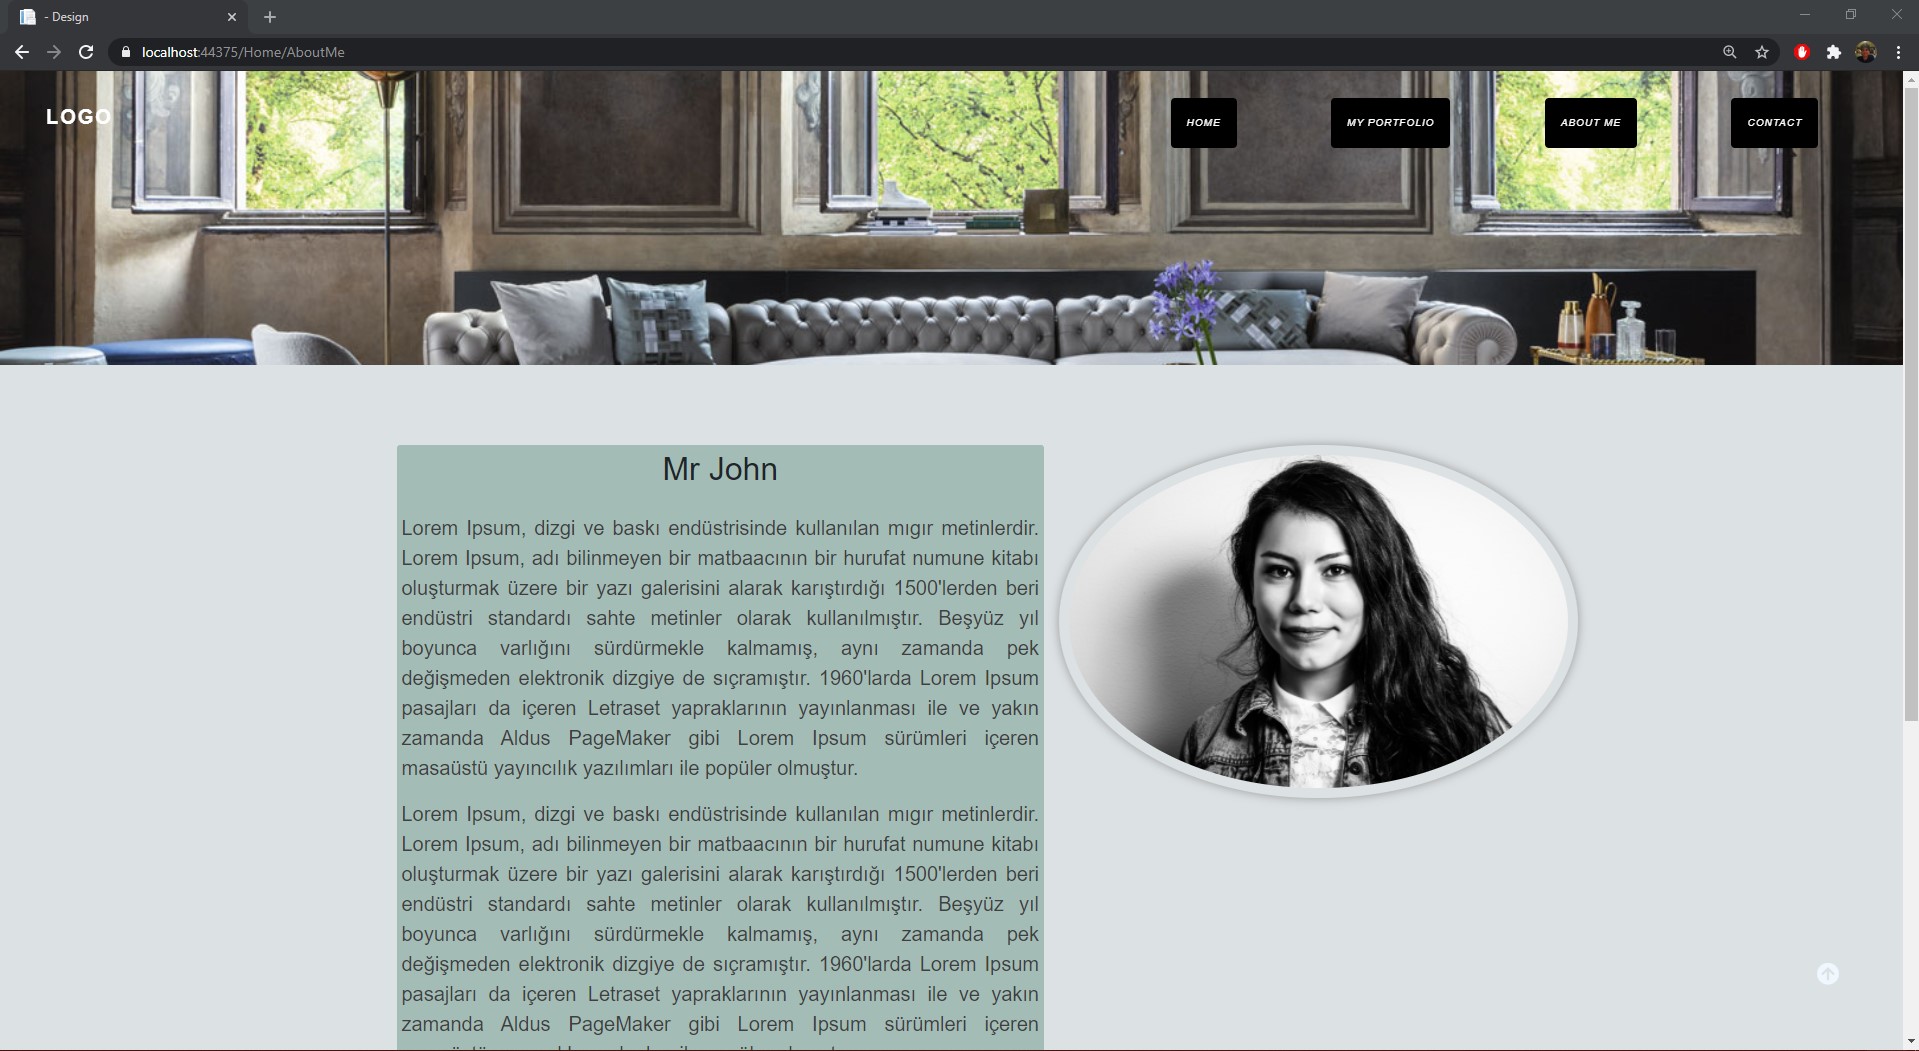 - Design
localhost:44375/Home/AboutMe
LOGO
HOME
MY PORTFOLIO
ABOUT ME
CONTACT
Mr John
Lorem Ipsum, dizgi ve baskı endüstrisinde kullanılan mıgır metinlerdir.
Lorem Ipsum, adı bilinmeyen bir matbaacının bir hurufat numune kitabı
oluşturmak üzere bir yazı galerisini alarak karıştırdığı 1500'lerden beri
endüstri standardı sahte metinler olarak kullanılmıştır. Beşyüz yıl
boyunca varlığını sürdürmekle kalmamış, aynı zamanda pek
değişmeden elektronik dizgiye de sıçramıştır. 1960'larda Lorem Ipsum
pasajları da içeren Letraset yapraklarının yayınlanması ile ve yakın
zamanda Aldus PageMaker gibi Lorem Ipsum sürümleri içeren
masaüstü yayıncılık yazılımları ile popüler olmuştur.
Lorem Ipsum, dizgi ve baskı endüstrisinde kullanılan mıgır metinlerdir.
Lorem Ipsum, adı bilinmeyen bir matbaacının bir hurufat numune kitabı
oluşturmak üzere bir yazı galerisini alarak karıştırdığı 1500'lerden beri
endüstri standardı sahte metinler olarak kullanılmıştır. Beşyüz yıl
boyunca varlığını sürdürmekle kalmamış, aynı zamanda pek
değişmeden elektronik dizgiye de sıçramıştır. 1960'larda Lorem Ipsum
pasajları da içeren Letraset yapraklarının yayınlanması ile ve yakın
zamanda Aldus PageMaker gibi Lorem Ipsum sürümleri içeren